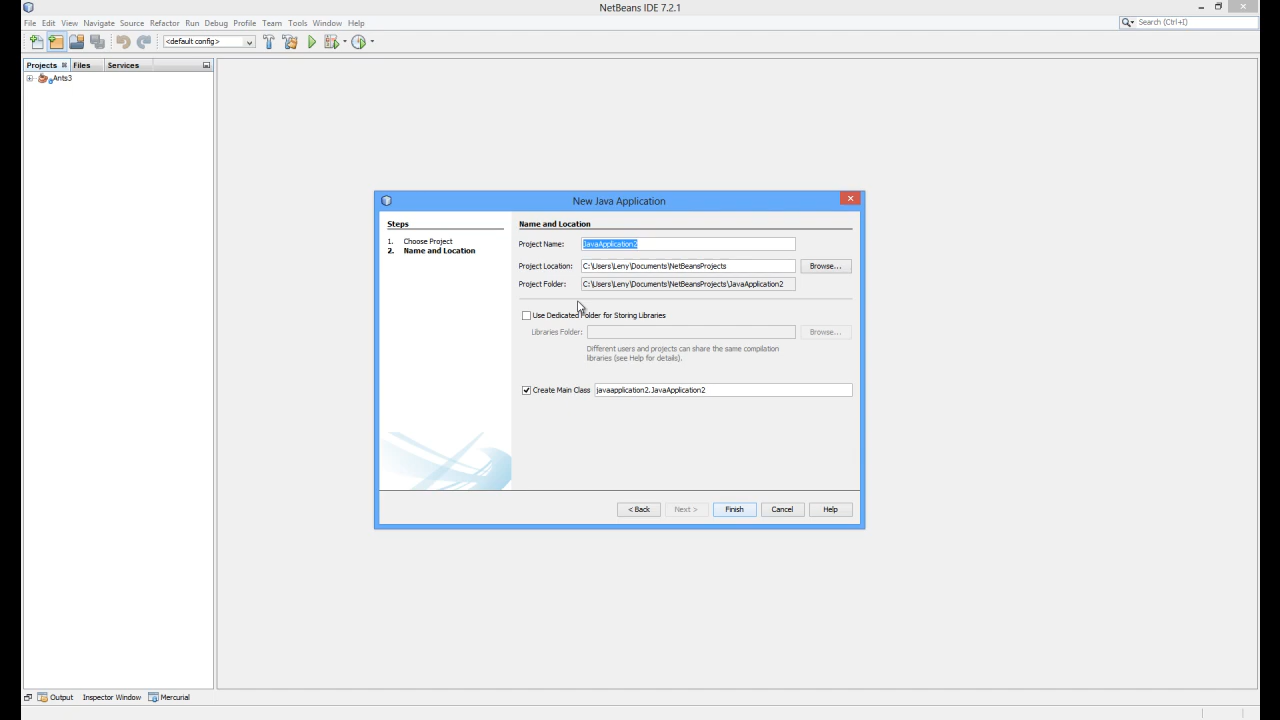 NetBeans IDE 7.2.1
File Edit View Navigate Source Refactor Run Debug Profile Team Tools Window Help
Search (Ctrl+I)
<default config>
Projects Files Services
Ants3
New Java Application
Steps
1. Choose Project
2. Name and Location
Name and Location
Project Name: JavaApplication2
Project Location: C:\Users\Leny\Documents\NetBeansProjects Browse...
Project Folder: C:\Users\Leny\Documents\NetBeansProjects\JavaApplication2
Use Dedicated Folder for Storing Libraries
Libraries Folder: Browse...
Different users and projects can share the same compilation
libraries (see Help for details).
Create Main Class javaapplication2.JavaApplication2
< Back Next > Finish Cancel Help
Output Inspector Window Mercurial